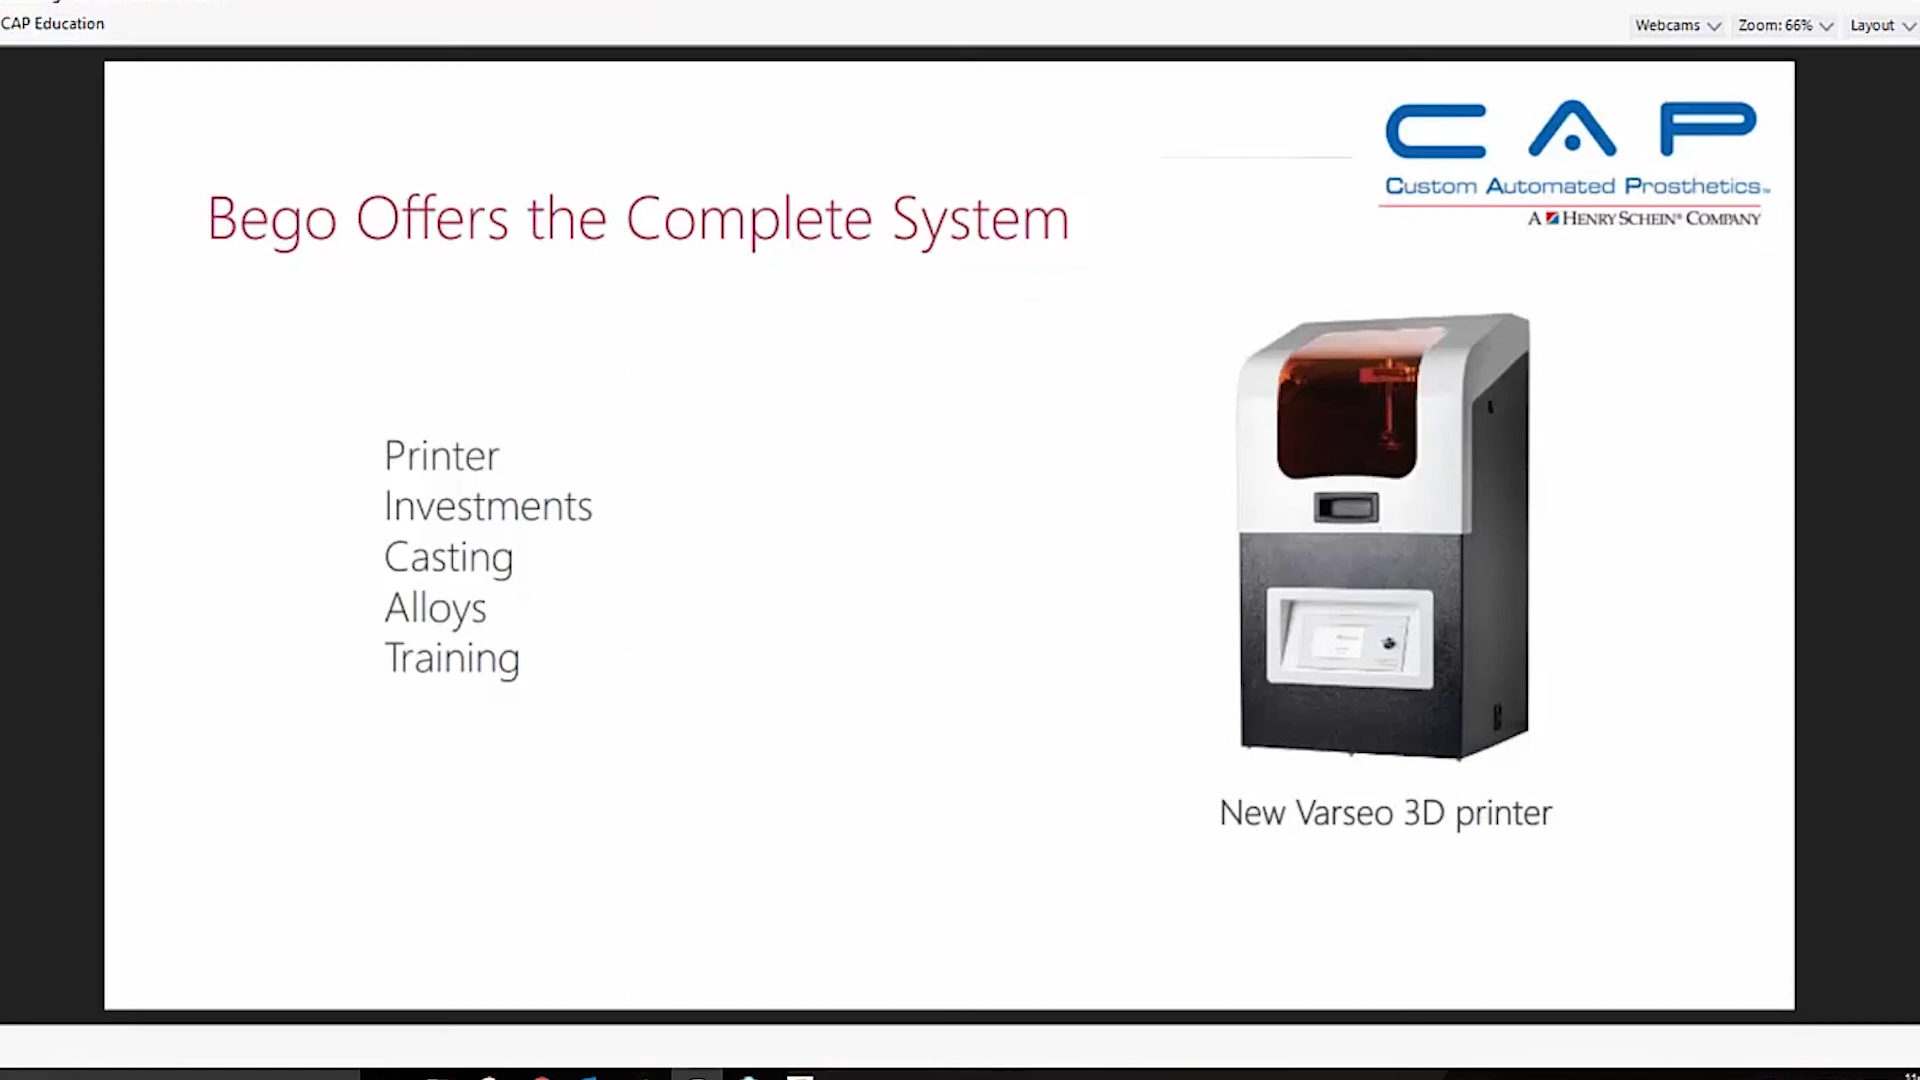 CAP Education
Webcams
Zoom: 66%
Layout
CAP
Custom Automated Prosthetics™
A HENRY SCHEIN® COMPANY
Bego Offers the Complete System
Printer
Investments
Casting
Alloys
Training
New Varseo 3D printer